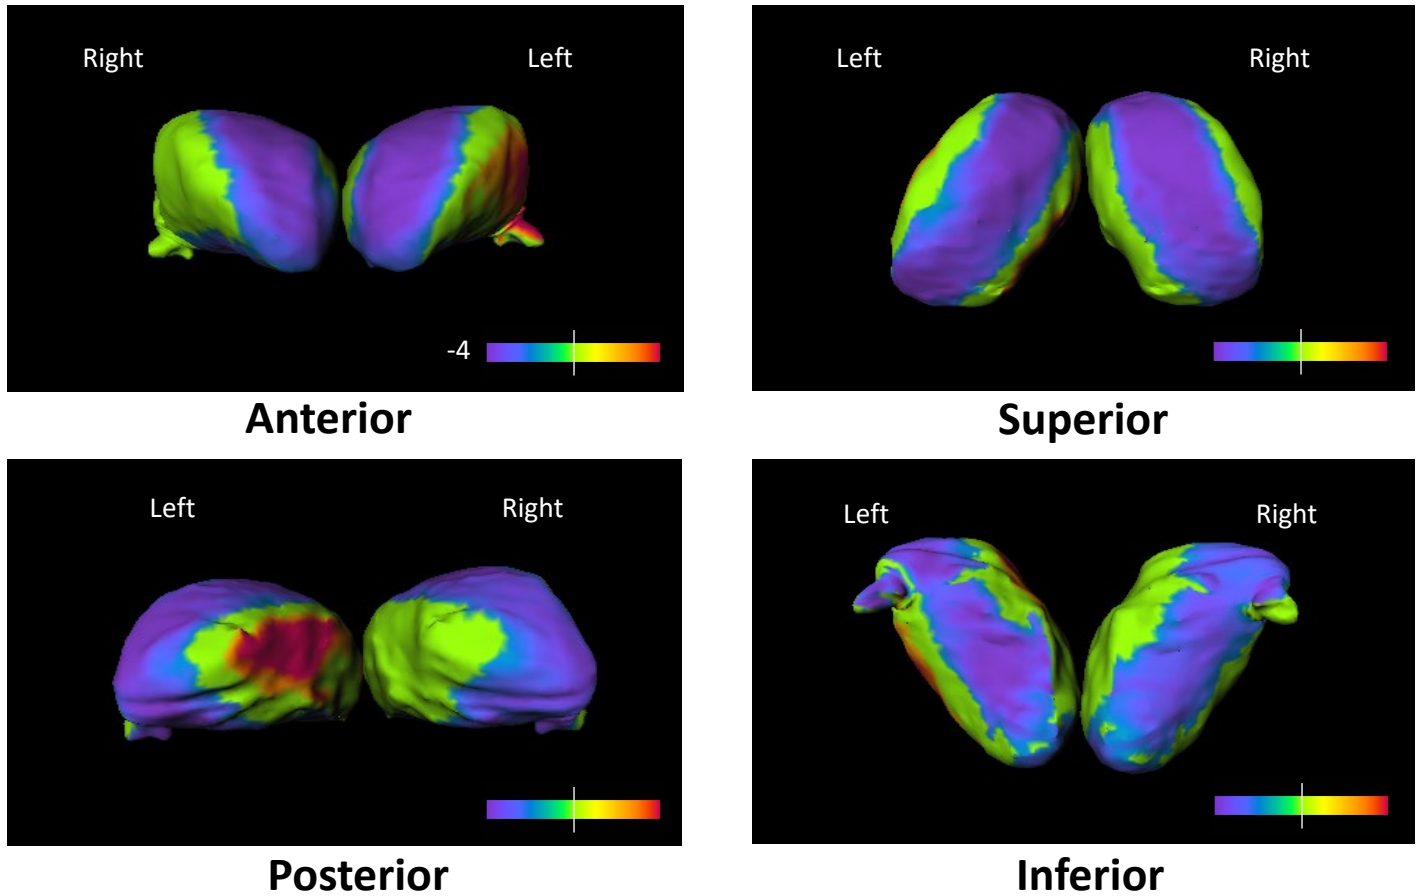 Right Left
-4
Anterior
Left Right
Superior
Left Right
Posterior
Left Right
Inferior